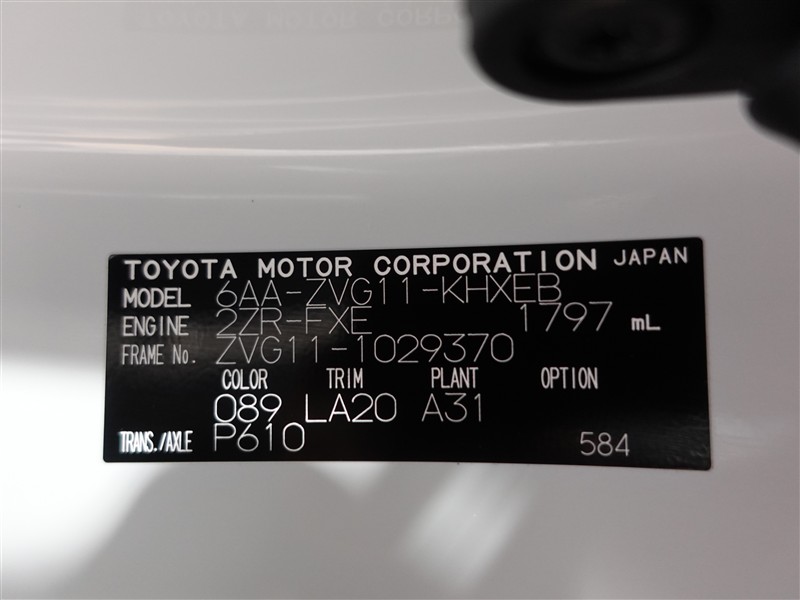 TOYOTA MOTOR CORPORATION JAPAN
MODEL 6AA-ZVG11-KHXEB
ENGINE 2ZR-FXE 1797 mL
FRAME No. ZVG11-1029370
COLOR TRIM PLANT OPTION
089 LA20 A31
TRANS./AXLE P610 584